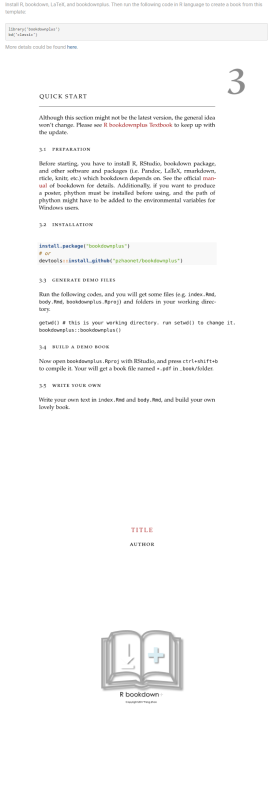 Install R, bookdown, LaTeX, and bookdownplus. Then run the following code in R language to create a book from this
template:
library('bookdownplus')
bd("classic")
More details could be found here.
3
QUICK START
Although this section might not be the latest version, the general idea
won't change. Please see R bookdownplus Textbook to keep up with
the update.
3.1 PREPARATION
Before starting, you have to install R, RStudio, bookdown package,
and other software and packages (i.e. Pandoc, LaTeX, rmarkdown,
rticle, knitr, etc.) which bookdown depends on. See the official man-
ual of bookdown for details. Additionally, if you want to produce
a poster, phython must be installed before using, and the path of
phython might have to be added to the environmental variables for
Windows users.
3.2 INSTALLATION
install.package("bookdownplus")
# or
devtools::install_github("pzhaonet/bookdownplus")
3.3 GENERATE DEMO FILES
Run the following codes, and you will get some files (e.g. index.Rmd,
body.Rmd, bookdownplus.Rproj) and folders in your working direc-
tory.
getwd() # this is your working directory. run setwd() to change it.
bookdownplus::bookdownplus()
3.4 BUILD A DEMO BOOK
Now open bookdownplus.Rproj with RStudio, and press ctrl+shift+b
to compile it. Your will get a book file named *.pdf in _book/folder.
3.5 WRITE YOUR OWN
Write your own text in index.Rmd and body.Rmd, and build your own
lovely book.
TITLE
AUTHOR
R bookdown +